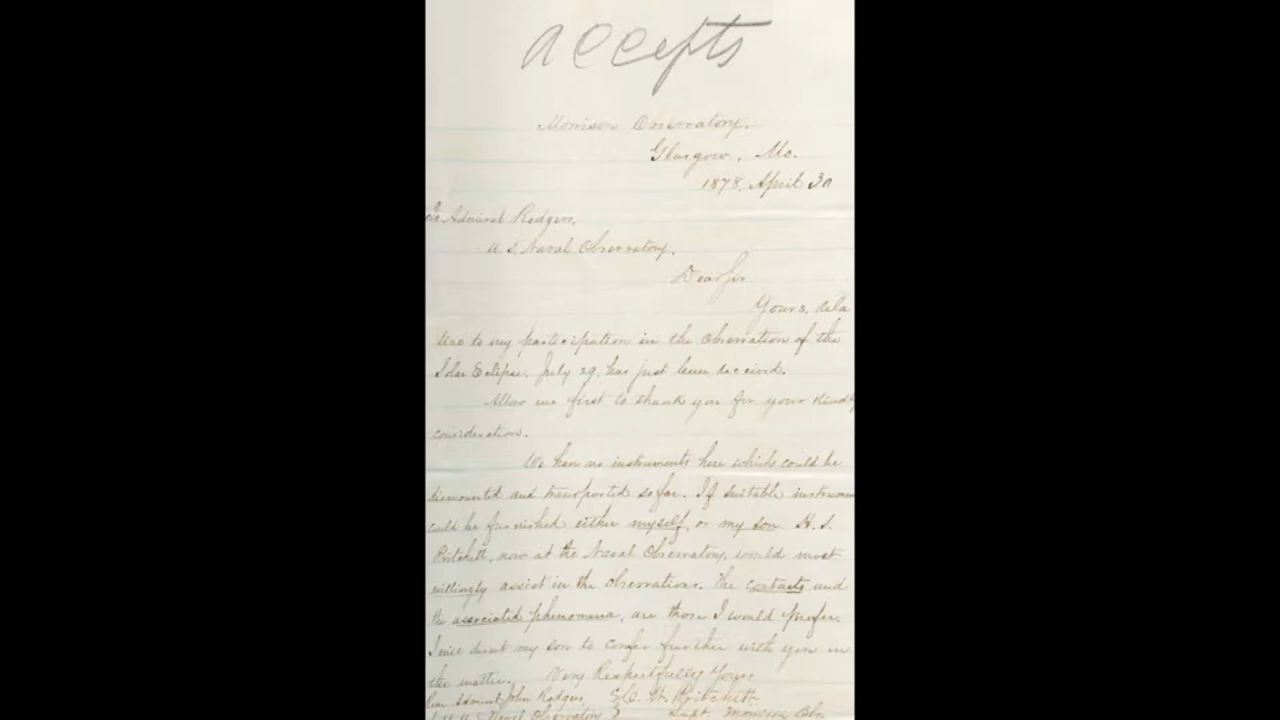 accepts
Morrison Observatory.
Glasgow, Mo.
1878, April 30
Admiral Rodgers,
U. S. Naval Observatory.
Dear Sir
Yours, rela
tive to my participation in the observation of the
Solar Eclipse, July 29, has just been received.
Allow me first to thank you for your kindly
consideration.
We have no instruments here which could be
dismounted and transported so far. If suitable instrumen
could be furnished either myself, or my son H. S.
Pritchett, now at the Naval Observatory, would most
willingly assist in the observations. The contacts and
the associated phenomena, are those I would prefer.
I will direct my son to confer further with you in
the matter. Very Respectfully Yours
Admiral John Rodgers, C. W. Pritchett
Naval Observatory } Supt. Morrison Obs.